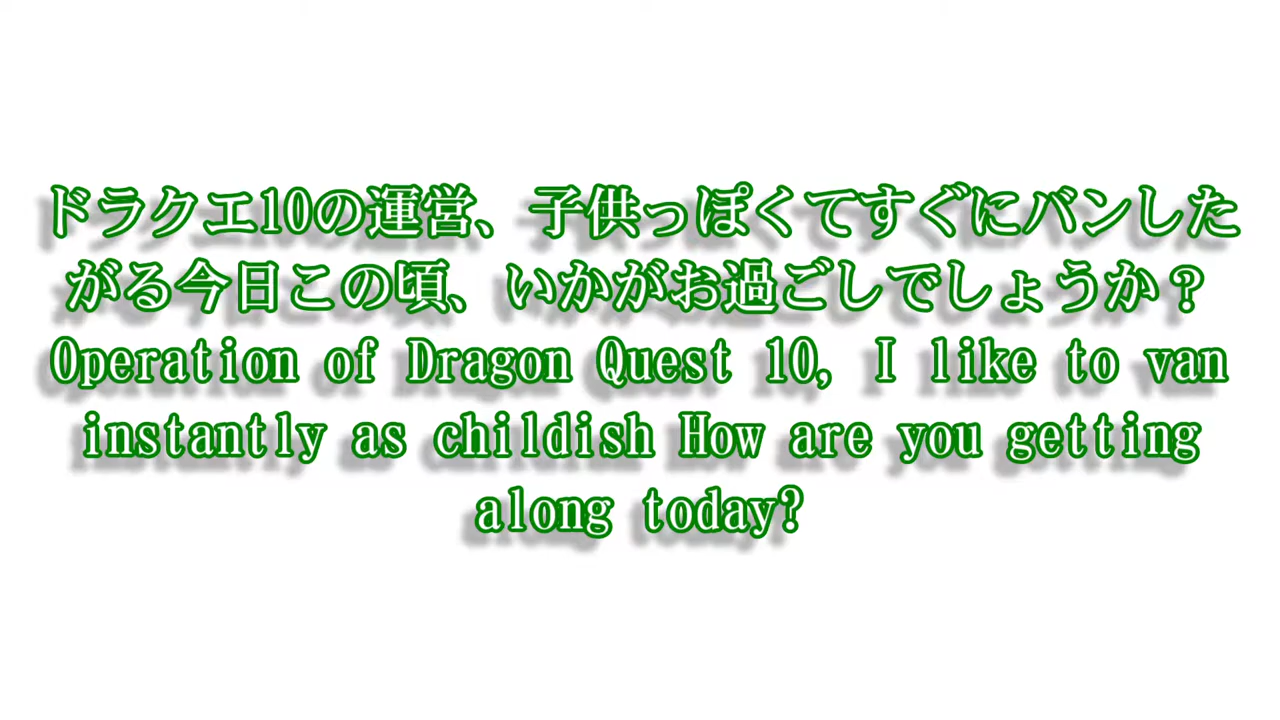 ドラクエ10の運営、子供っぽくてすぐにバンした
がる今日この頃、いかがお過ごしでしょうか？
Operation of Dragon Quest 10, I like to van
instantly as childish How are you getting
along today?